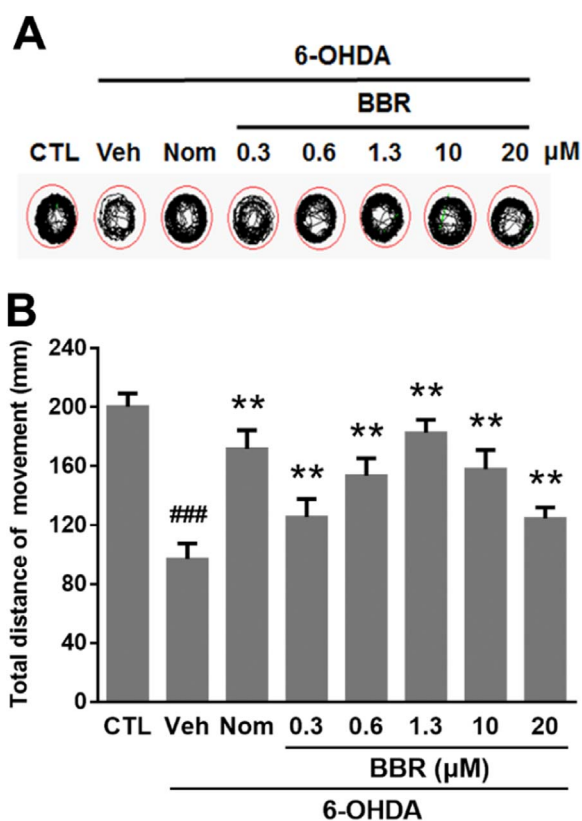 A
6-OHDA
BBR
CTL Veh Nom 0.3 0.6 1.3 10 20 μM
B
Total distance of movement (mm)
240
200
160
120
80
40
0
###
**
**
**
**
**
**
CTL Veh Nom 0.3 0.6 1.3 10 20
BBR (μM)
6-OHDA